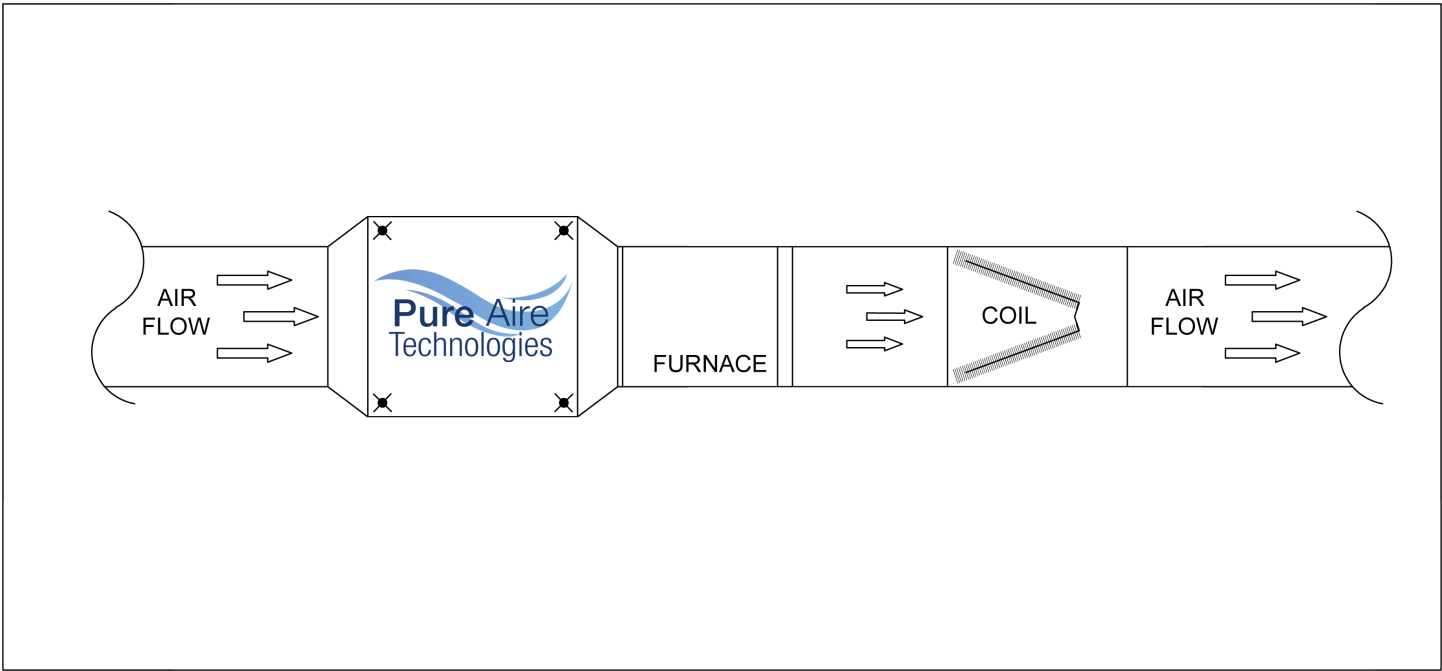 AIR
FLOW
Pure Aire
Technologies
FURNACE
COIL
AIR
FLOW